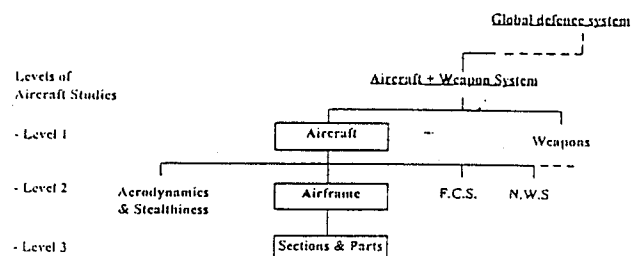 Global defence system
Aircraft + Weapon System
Levels of
Aircraft Studies
- Level 1
Aircraft
Weapons
- Level 2
Aerodynamics
& Stealthiness
Airframe
F.C.S.
N.W.S
- Level 3
Sections & Parts